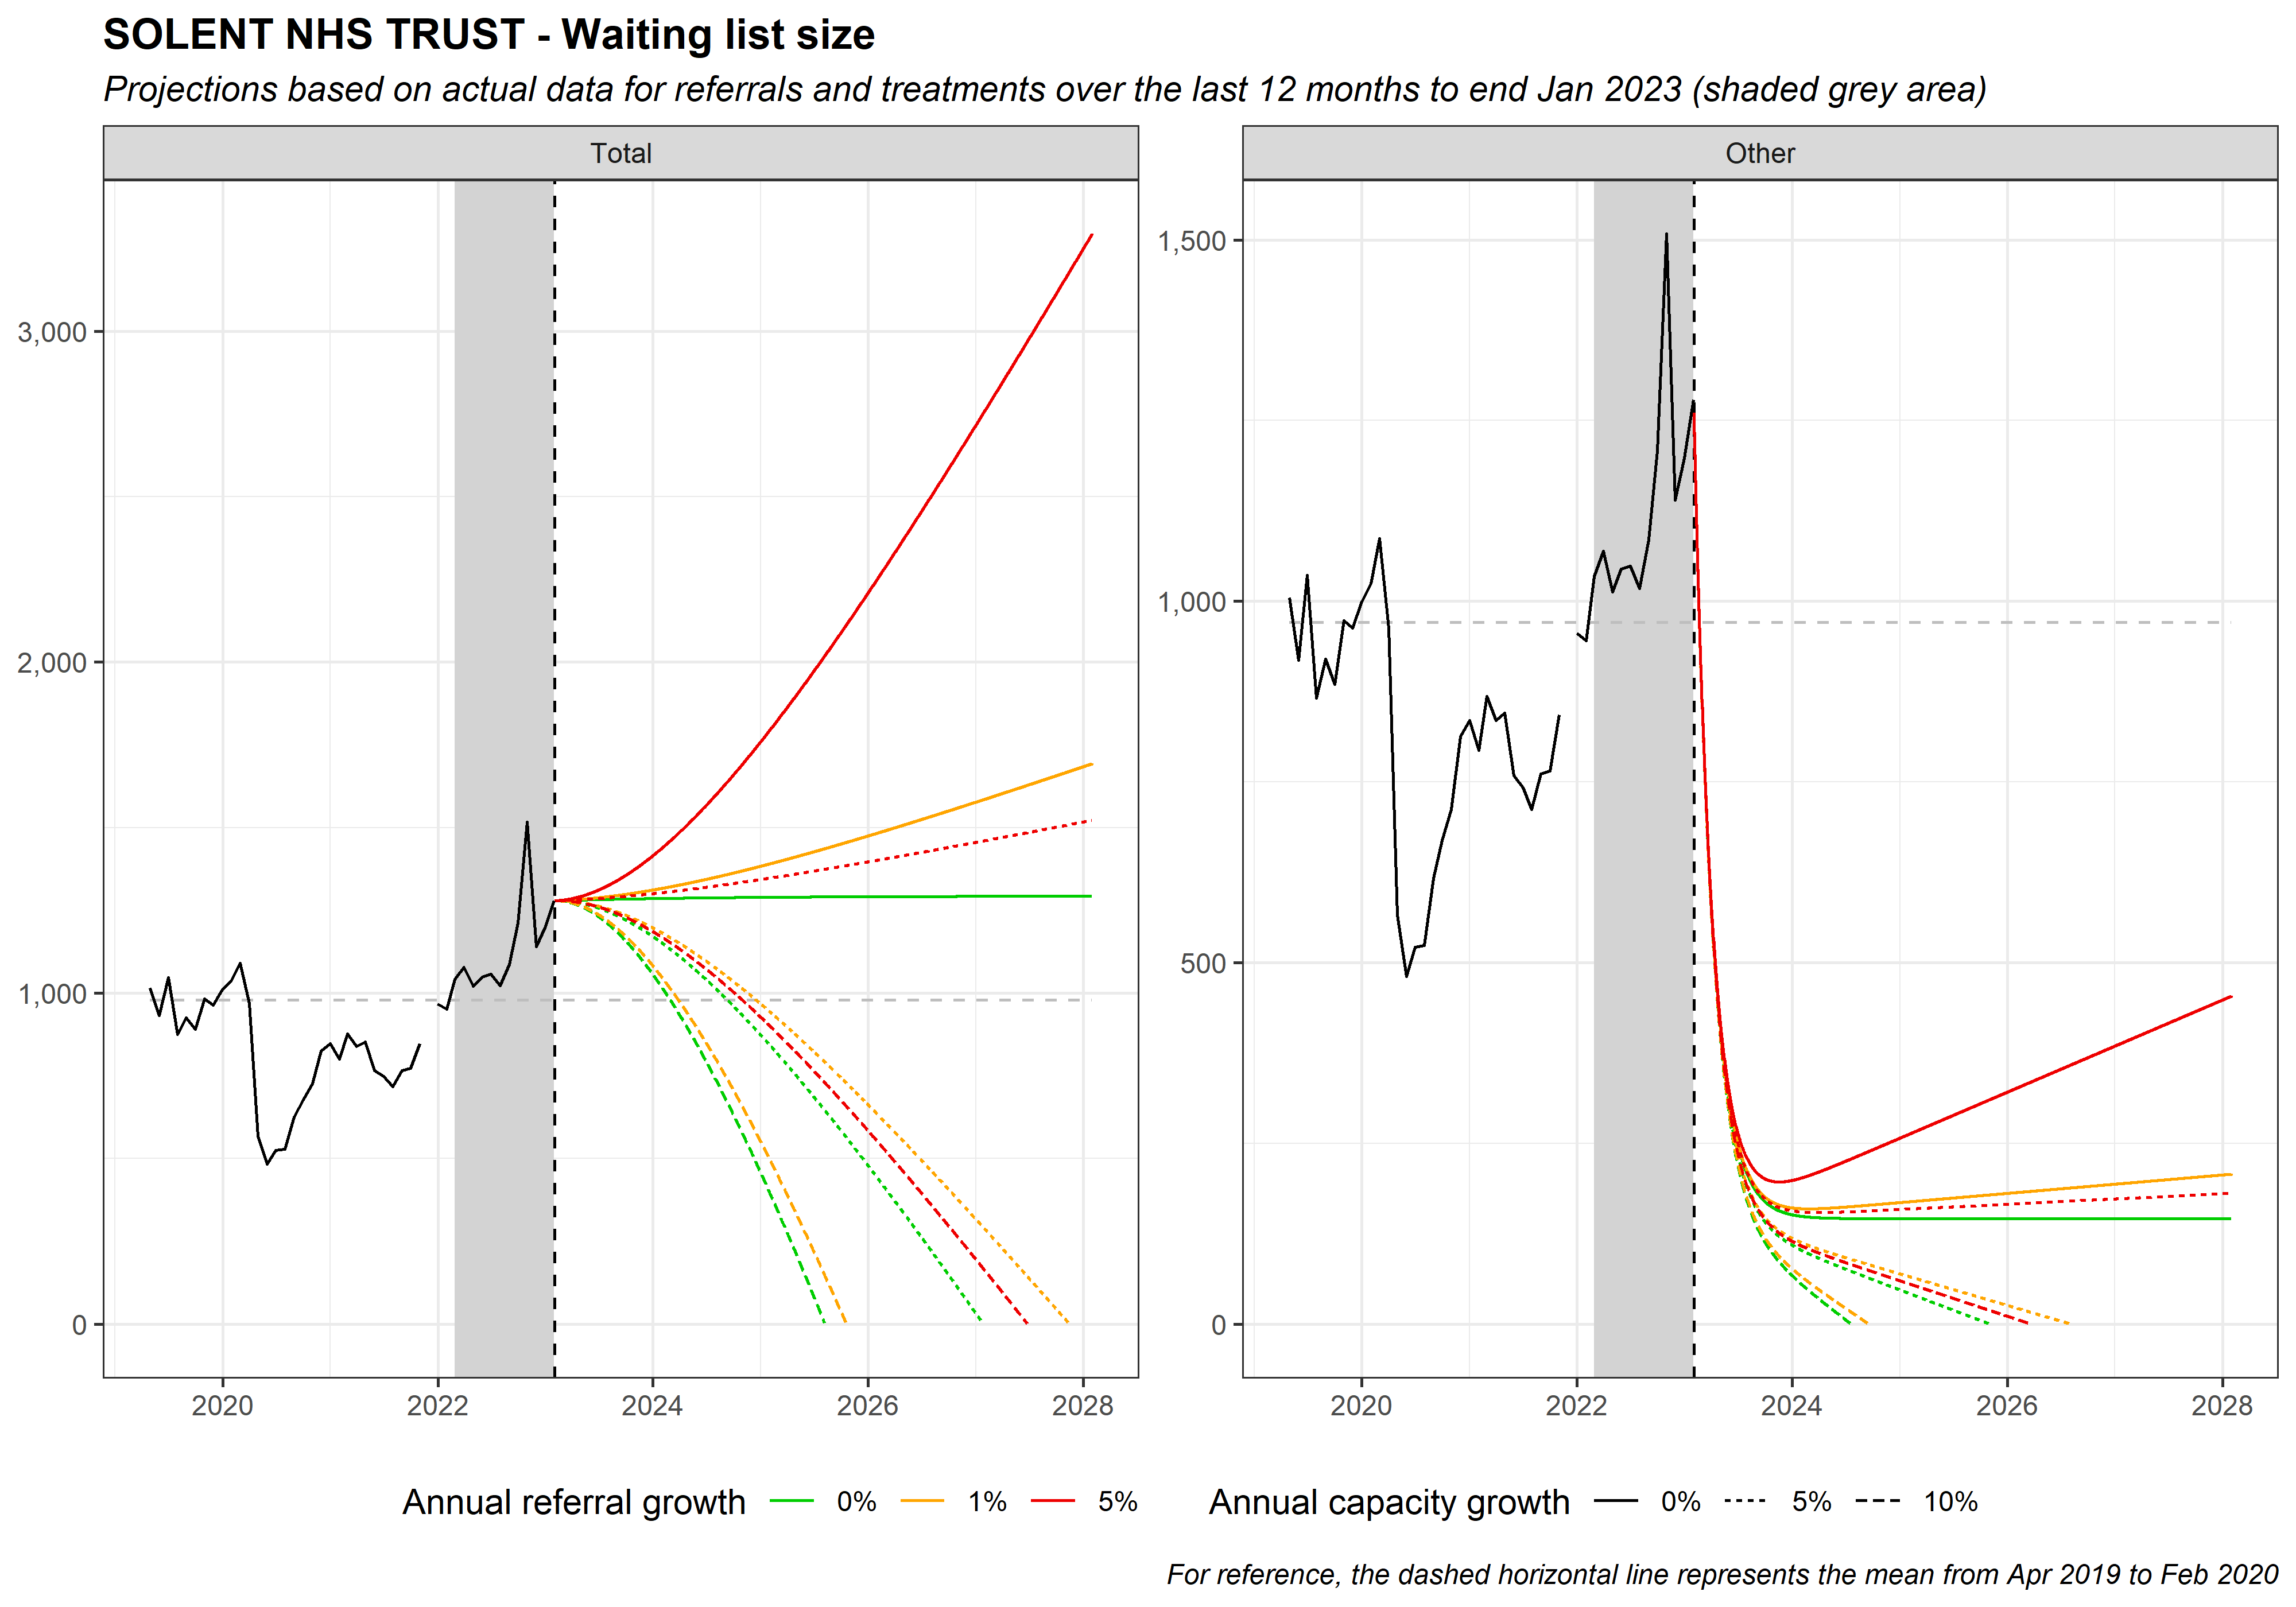 SOLENT NHS TRUST - Waiting list size
Projections based on actual data for referrals and treatments over the last 12 months to end Jan 2023 (shaded grey area)
Total
Other
3,000
2,000
1,000
0
1,500
1,000
500
0
2020
2022
2024
2026
2028
2020
2022
2024
2026
2028
Annual referral growth 0% 1% 5%
Annual capacity growth 0% 5% 10%
For reference, the dashed horizontal line represents the mean from Apr 2019 to Feb 2020